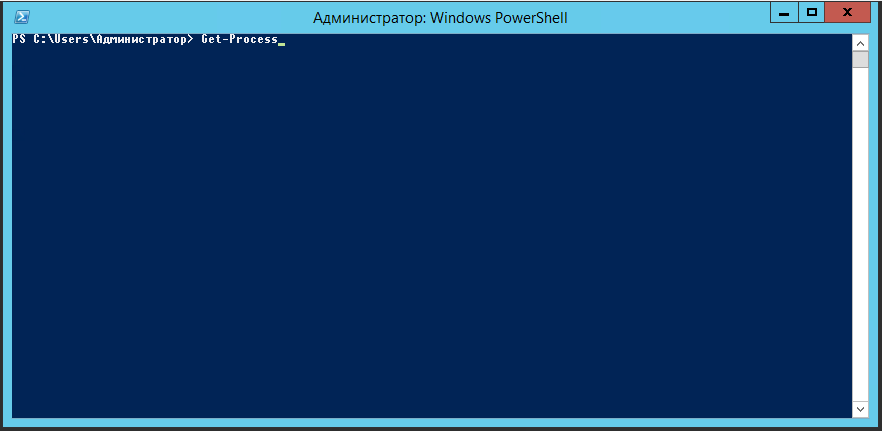 Администратор: Windows PowerShell
PS C:\Users\Администратор> Get-Process